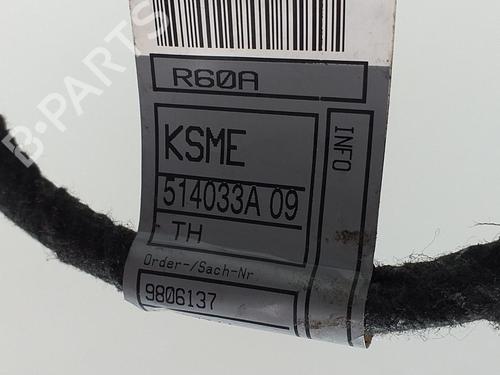 B-PARTS
R60A
KSME
514033A 09
TH
INFO
Order-/Sach-Nr
9806137